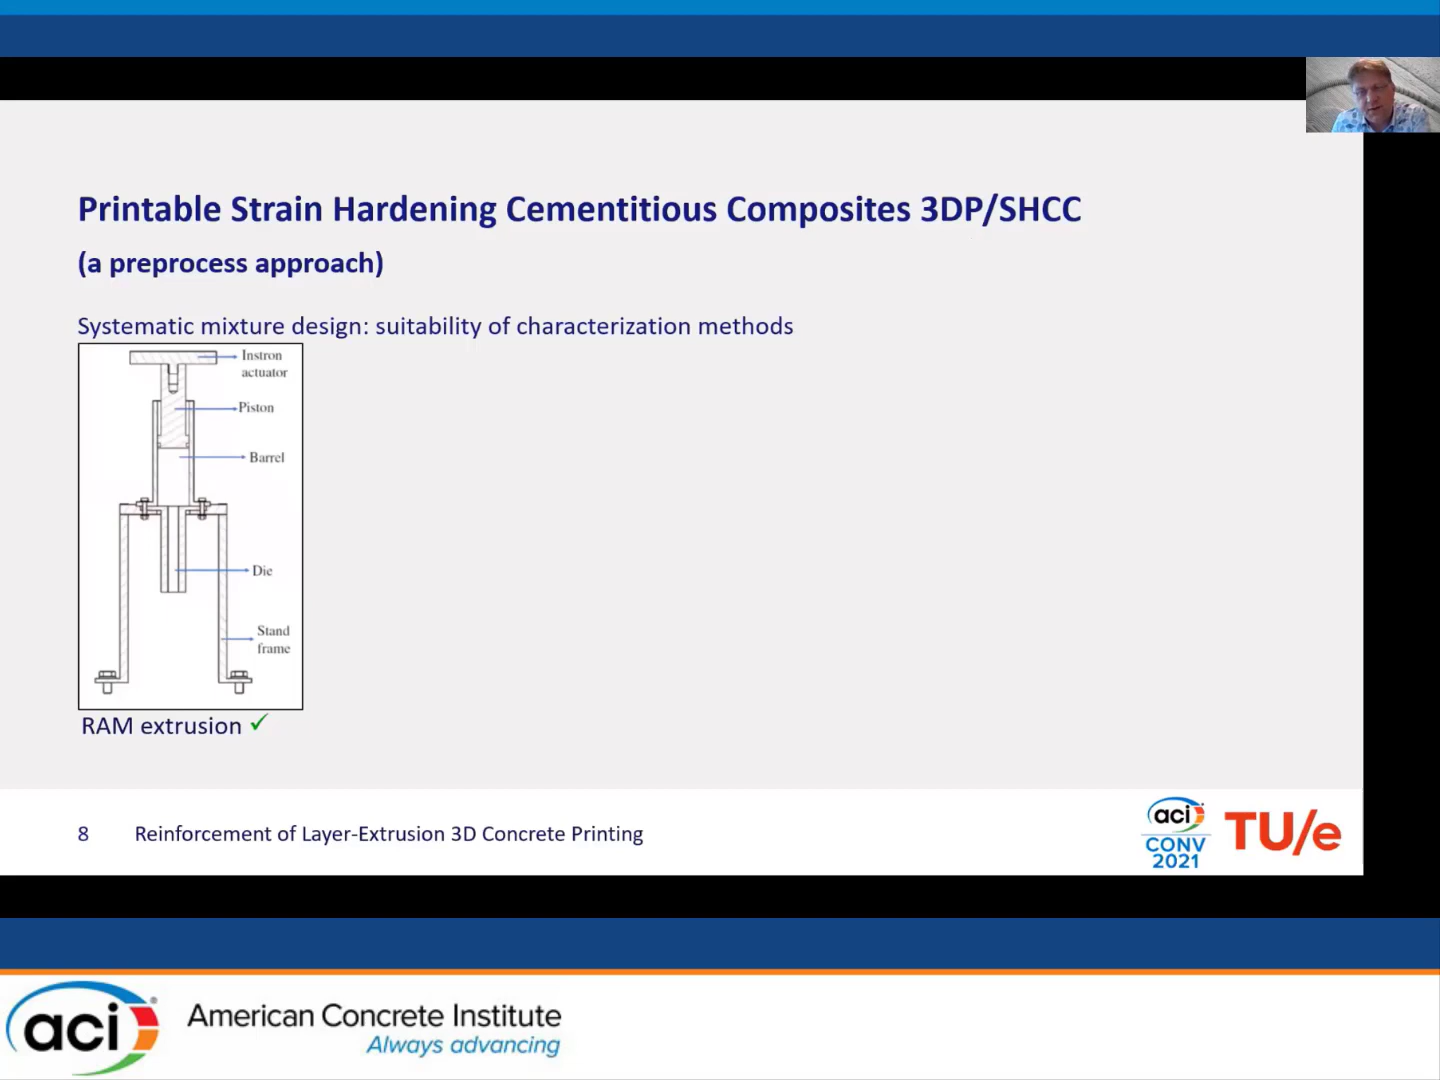 Printable Strain Hardening Cementitious Composites 3DP/SHCC
(a preprocess approach)
Systematic mixture design: suitability of characterization methods
Instron
actuator
Piston
Barrel
Die
Stand
frame
RAM extrusion ✓
8 Reinforcement of Layer-Extrusion 3D Concrete Printing
aci
CONV
2021
TU/e
aci
American Concrete Institute
Always advancing